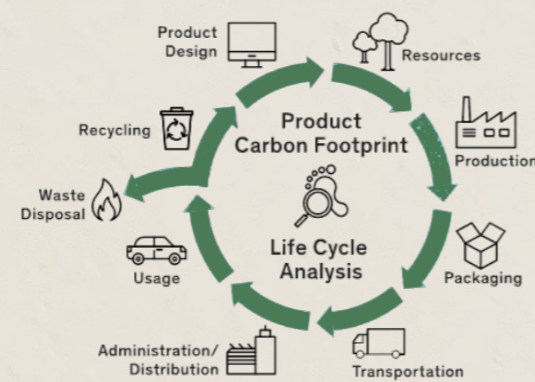 Product
Design
Resources
Recycling
Product
Carbon Footprint
Production
Waste
Disposal
Life Cycle
Analysis
Usage
Packaging
Administration/
Distribution
Transportation